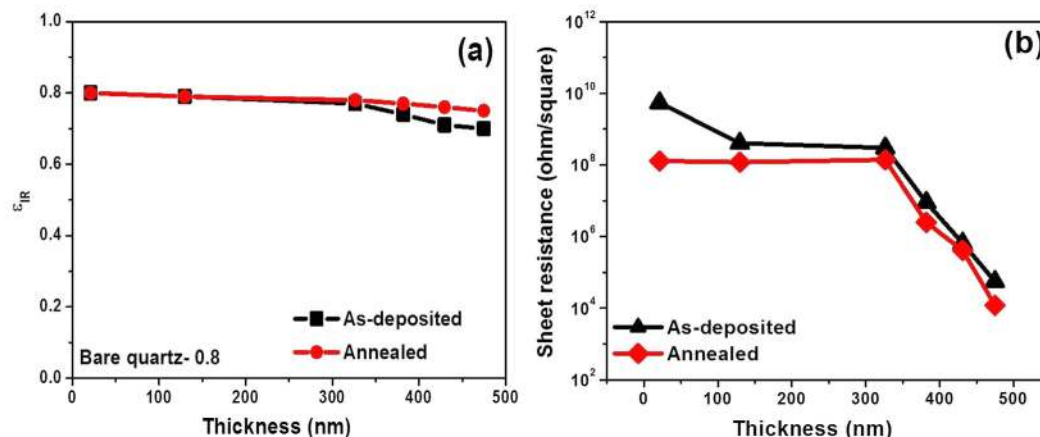 (a)
1.0
0.8
0.6
0.4
0.2
0.0
ε_IR
As-deposited
Annealed
Bare quartz- 0.8
0 100 200 300 400 500
Thickness (nm)
(b)
10^12
10^10
10^8
10^6
10^4
10^2
Sheet resistance (ohm/square)
As-deposited
Annealed
0 100 200 300 400 500
Thickness (nm)